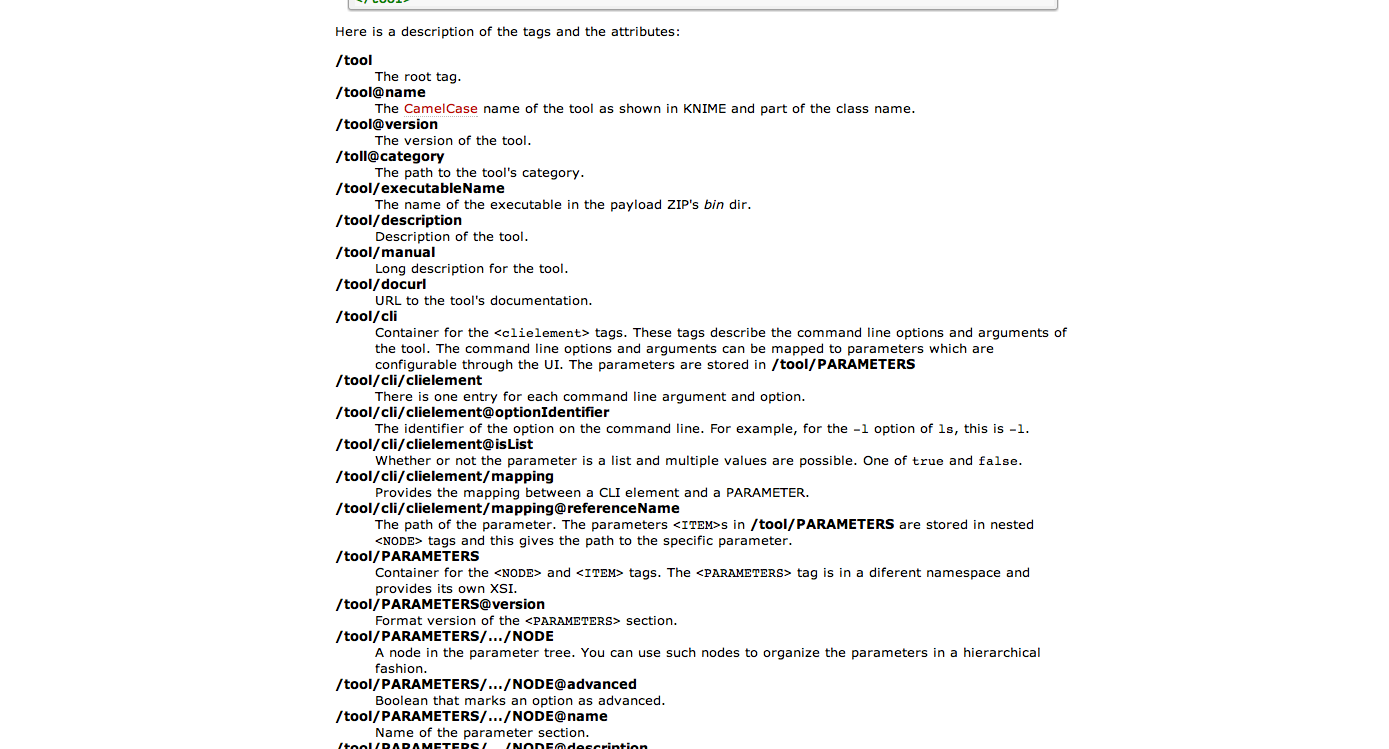 </tool>
Here is a description of the tags and the attributes:
/tool
The root tag.
/tool@name
The CamelCase name of the tool as shown in KNIME and part of the class name.
/tool@version
The version of the tool.
/toll@category
The path to the tool's category.
/tool/executableName
The name of the executable in the payload ZIP's bin dir.
/tool/description
Description of the tool.
/tool/manual
Long description for the tool.
/tool/docurl
URL to the tool's documentation.
/tool/cli
Container for the <clielement> tags. These tags describe the command line options and arguments of
the tool. The command line options and arguments can be mapped to parameters which are
configurable through the UI. The parameters are stored in /tool/PARAMETERS
/tool/cli/clielement
There is one entry for each command line argument and option.
/tool/cli/clielement@optionIdentifier
The identifier of the option on the command line. For example, for the -l option of ls, this is -l.
/tool/cli/clielement@isList
Whether or not the parameter is a list and multiple values are possible. One of true and false.
/tool/cli/clielement/mapping
Provides the mapping between a CLI element and a PARAMETER.
/tool/cli/clielement/mapping@referenceName
The path of the parameter. The parameters <ITEM>s in /tool/PARAMETERS are stored in nested
<NODE> tags and this gives the path to the specific parameter.
/tool/PARAMETERS
Container for the <NODE> and <ITEM> tags. The <PARAMETERS> tag is in a diferent namespace and
provides its own XSI.
/tool/PARAMETERS@version
Format version of the <PARAMETERS> section.
/tool/PARAMETERS/.../NODE
A node in the parameter tree. You can use such nodes to organize the parameters in a hierarchical
fashion.
/tool/PARAMETERS/.../NODE@advanced
Boolean that marks an option as advanced.
/tool/PARAMETERS/.../NODE@name
Name of the parameter section.
/tool/PARAMETERS/.../NODE@description